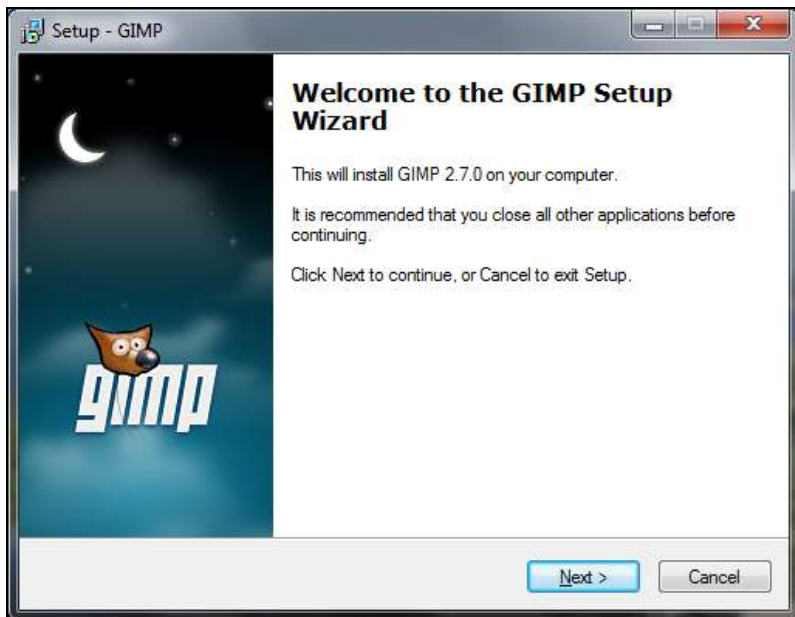 Setup - GIMP
Welcome to the GIMP Setup
Wizard
This will install GIMP 2.7.0 on your computer.
It is recommended that you close all other applications before
continuing.
Click Next to continue, or Cancel to exit Setup.
gimp
Next >
Cancel